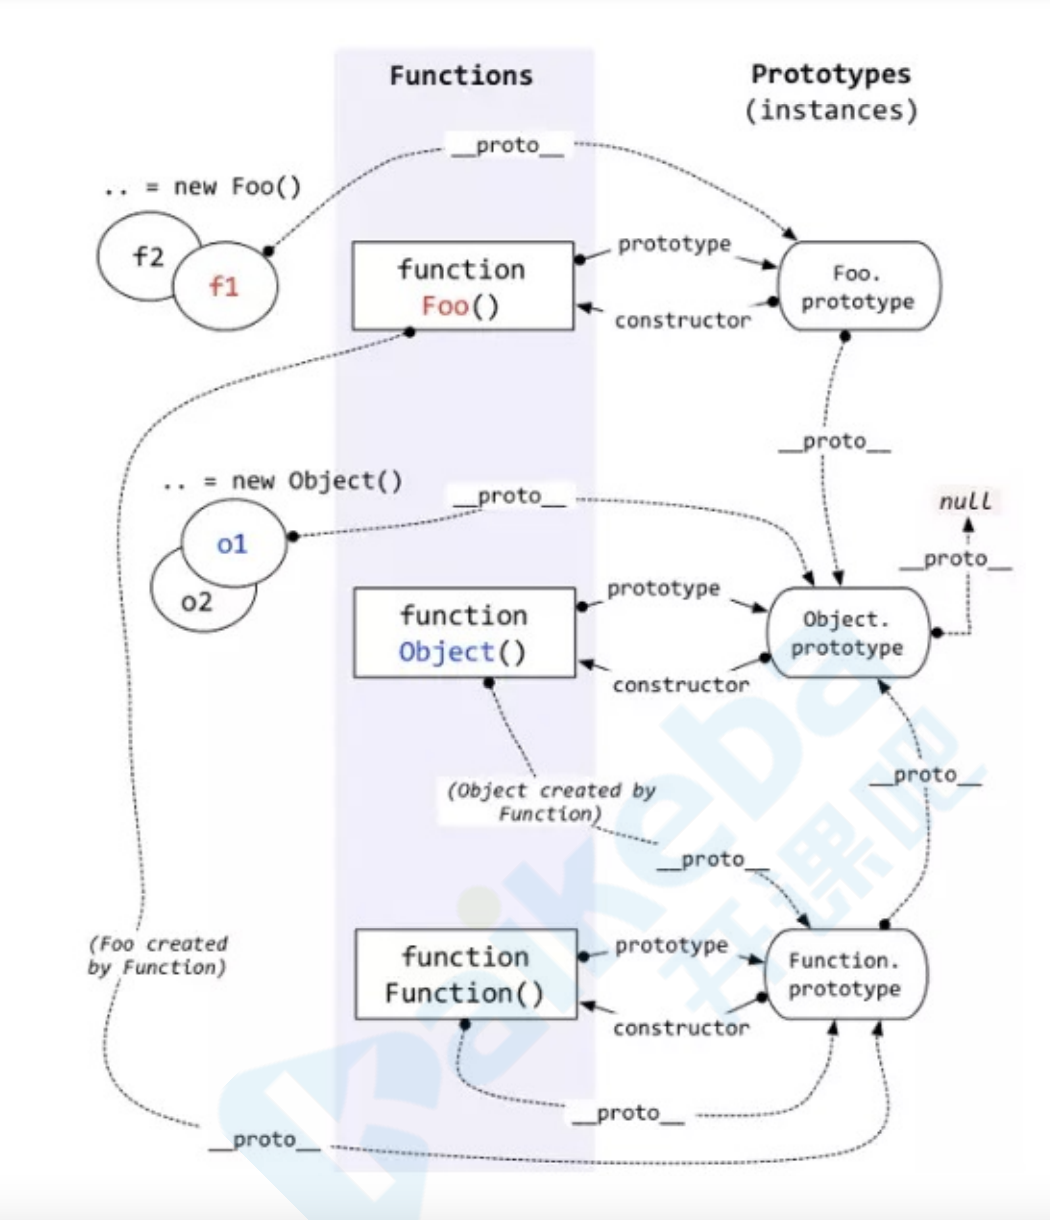 Functions
Prototypes
(instances)
__proto__
.. = new Foo()
f2
f1
function
Foo()
prototype
constructor
Foo.
prototype
__proto__
.. = new Object()
__proto__
null
__proto__
o1
o2
function
Object()
prototype
constructor
Object.
prototype
(Object created by
Function)
__proto__
__proto__
(Foo created
by Function)
function
Function()
prototype
constructor
Function.
prototype
__proto__
__proto__
kaikeba
开课吧